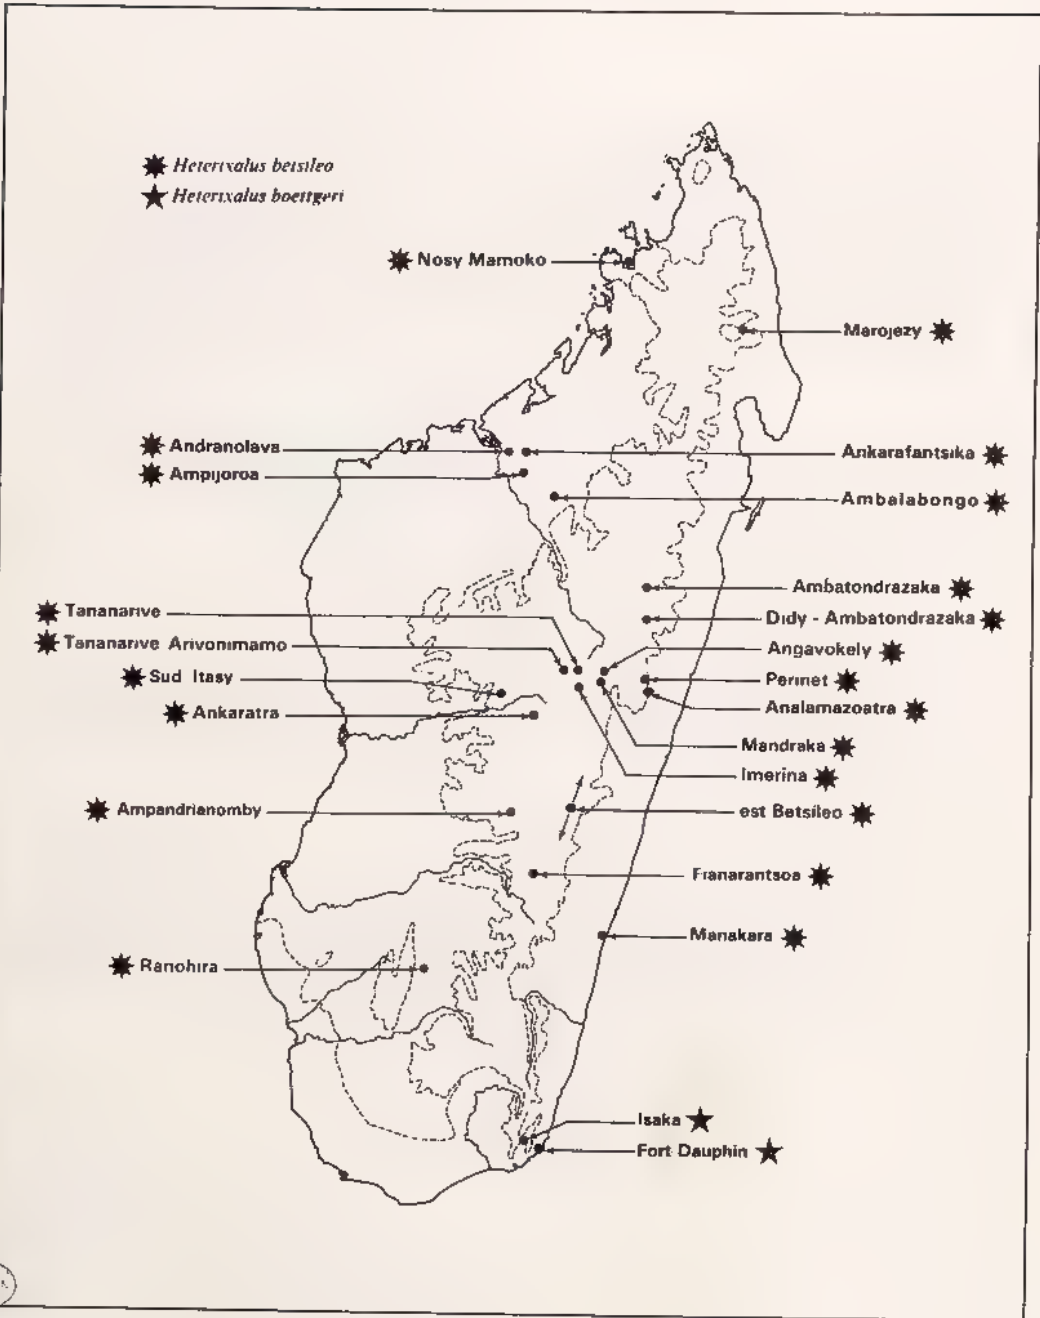 Heterixalus betsileo
Heterixalus boettgeri
Nosy Mamoko
Marojezy
Andranolava
Ankarafantsika
Ampijoroa
Ambalabongo
Ambatondrazaka
Tananarive
Didy - Ambatondrazaka
Tananarive Arivonimamo
Angavokely
Sud Itasy
Perinet
Ankaratra
Analamazoatra
Mandraka
Imerina
Ampandrianomby
est Betsileo
Fianarantsoa
Manakara
Ranohira
Isaka
Fort Dauphin